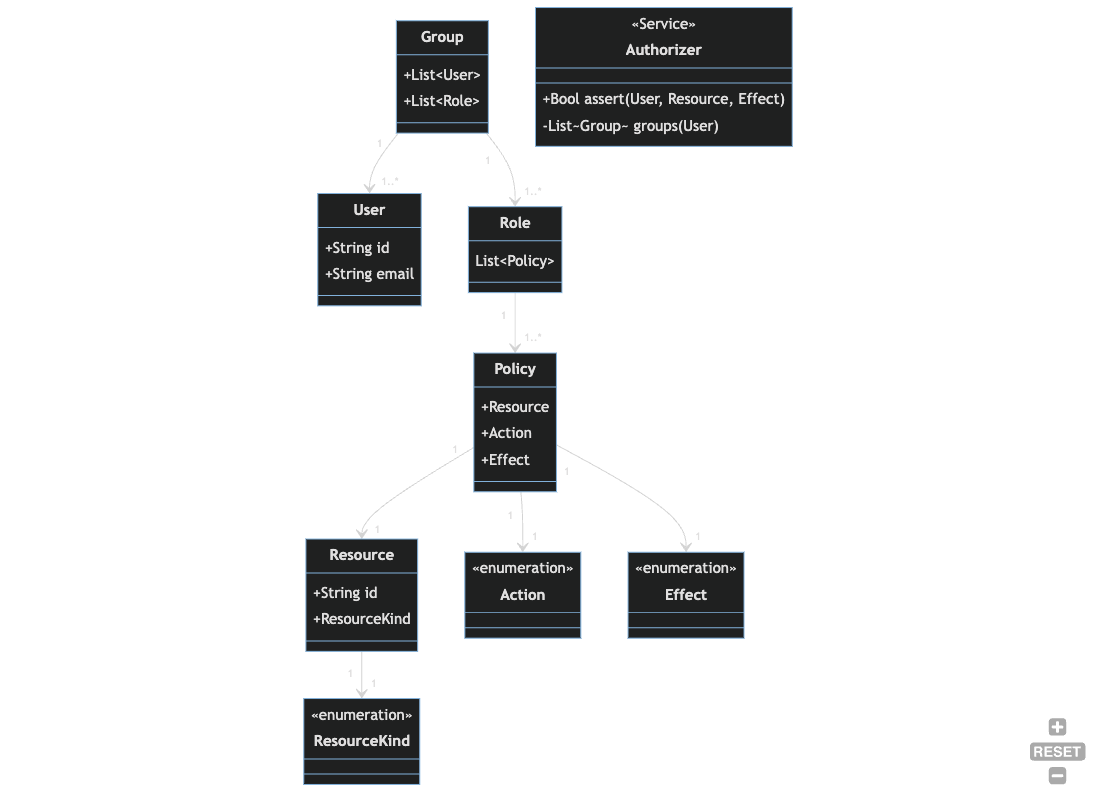 Group
+List<User>
+List<Role>
«Service»
Authorizer
+Bool assert(User, Resource, Effect)
-List~Group~ groups(User)
1
1..*
1
1..*
User
+String id
+String email
Role
List<Policy>
1
1..*
Policy
+Resource
+Action
+Effect
1
1
1
1
1
1
Resource
+String id
+ResourceKind
«enumeration»
Action
«enumeration»
Effect
1
1
«enumeration»
ResourceKind
RESET